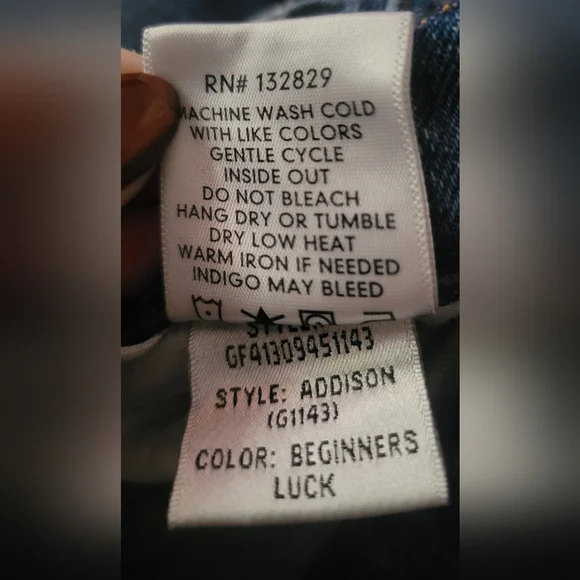 RN# 132829
MACHINE WASH COLD
WITH LIKE COLORS
GENTLE CYCLE
INSIDE OUT
DO NOT BLEACH
HANG DRY OR TUMBLE
DRY LOW HEAT
WARM IRON IF NEEDED
INDIGO MAY BLEED
GF413D9451143
STYLE: ADDISON
(G1143)
COLOR: BEGINNERS
LUCK